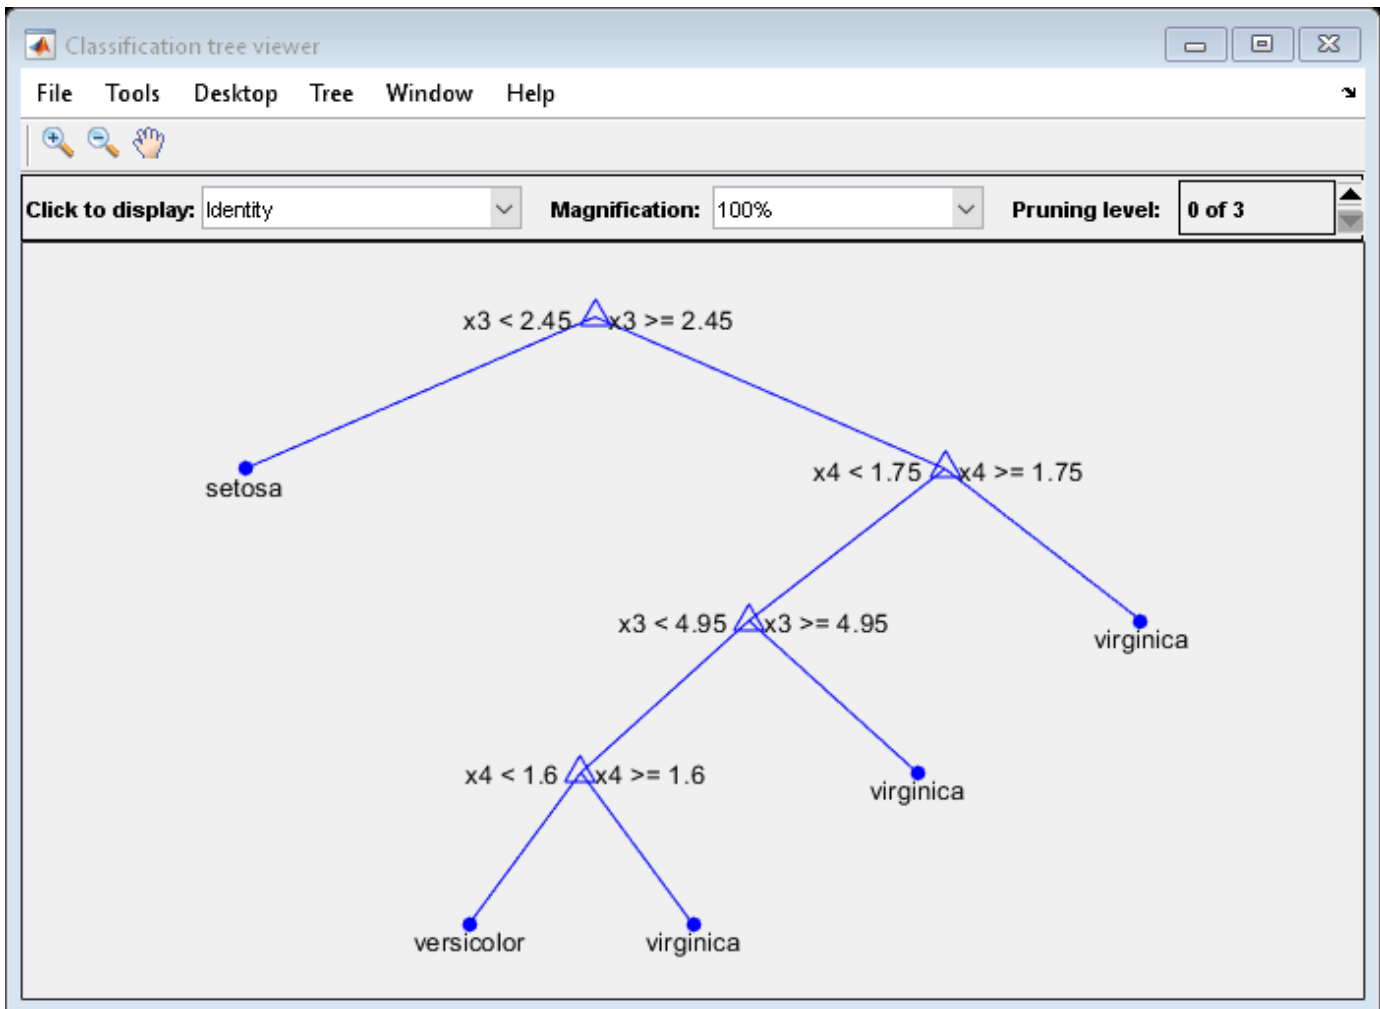 Classification tree viewer
File Tools Desktop Tree Window Help
Click to display: Identity Magnification: 100% Pruning level: 0 of 3
x3 < 2.45 x3 >= 2.45
setosa
x4 < 1.75 x4 >= 1.75
x3 < 4.95 x3 >= 4.95
virginica
x4 < 1.6 x4 >= 1.6
virginica
versicolor virginica